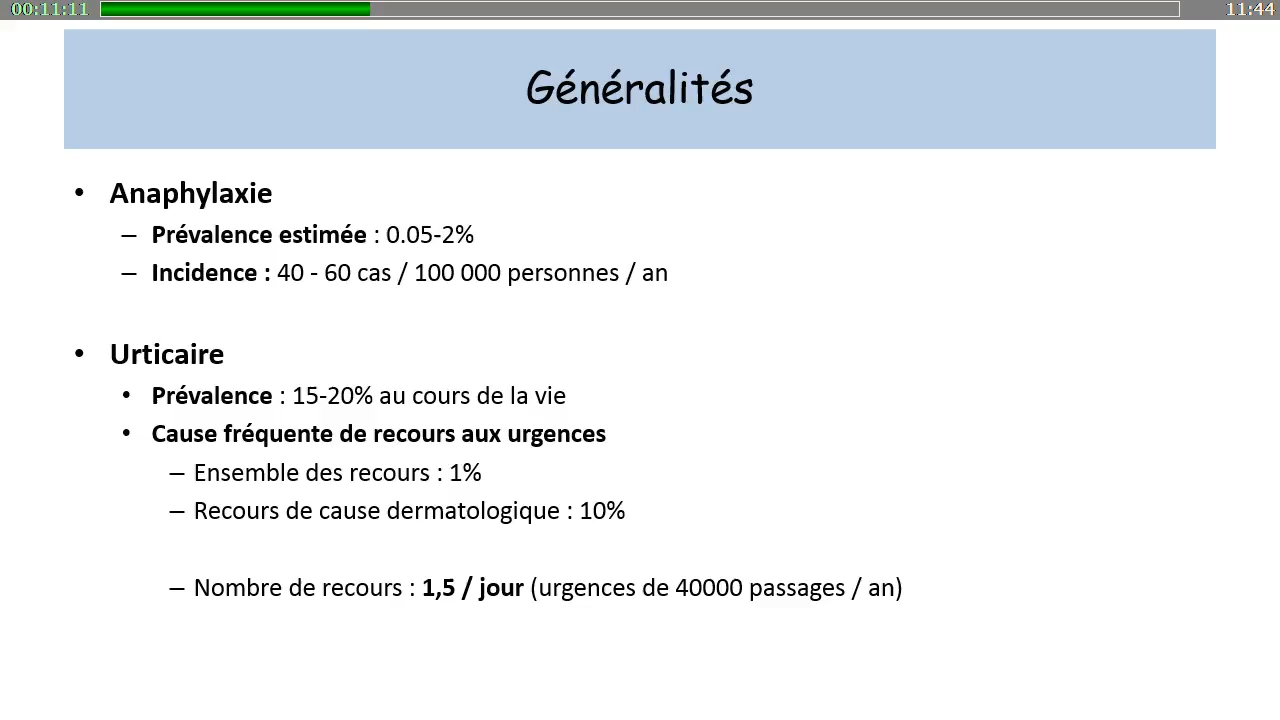 00:11:11 11:44
Généralités
• Anaphylaxie
– Prévalence estimée : 0.05-2%
– Incidence : 40 - 60 cas / 100 000 personnes / an
• Urticaire
• Prévalence : 15-20% au cours de la vie
• Cause fréquente de recours aux urgences
– Ensemble des recours : 1%
– Recours de cause dermatologique : 10%
– Nombre de recours : 1,5 / jour (urgences de 40000 passages / an)